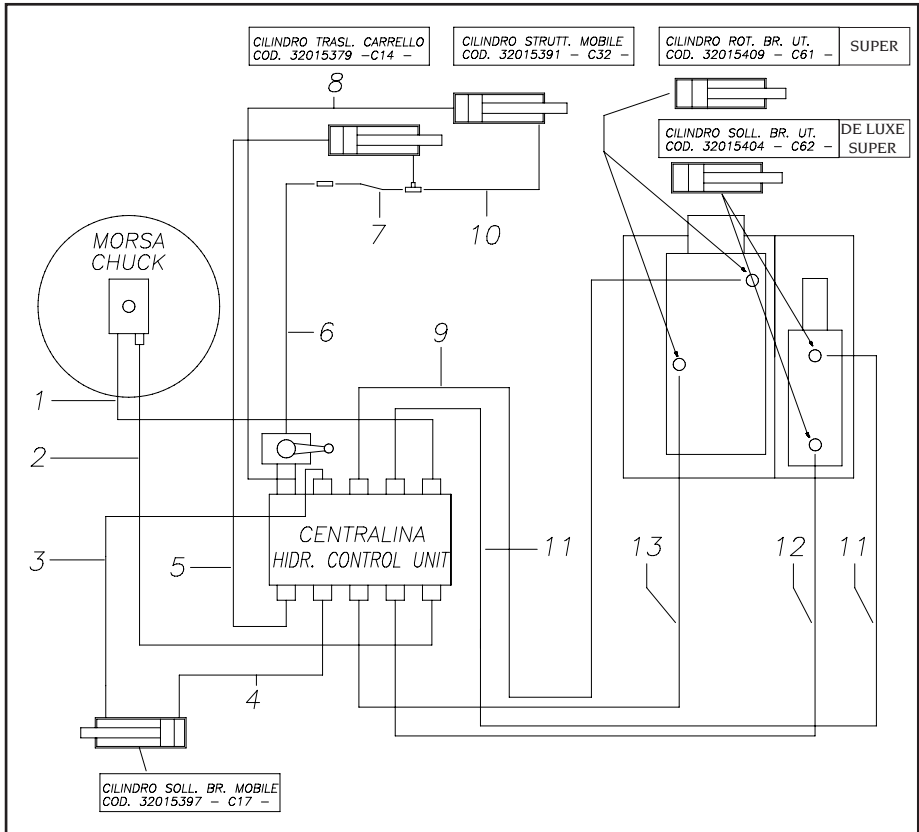 CILINDRO TRASL. CARRELLO
COD. 32015379 -C14 -
CILINDRO STRUTT. MOBILE
COD. 32015391 - C32 -
CILINDRO ROT. BR. UT.
COD. 32015409 - C61 -
SUPER
8
CILINDRO SOLL. BR. UT.
COD. 32015404 - C62 -
DE LUXE
SUPER
7
10
MORSA
CHUCK
6
9
1
2
3
5
CENTRALINA
HIDR. CONTROL UNIT
11
13
12
11
4
CILINDRO SOLL. BR. MOBILE
COD. 32015397 - C17 -